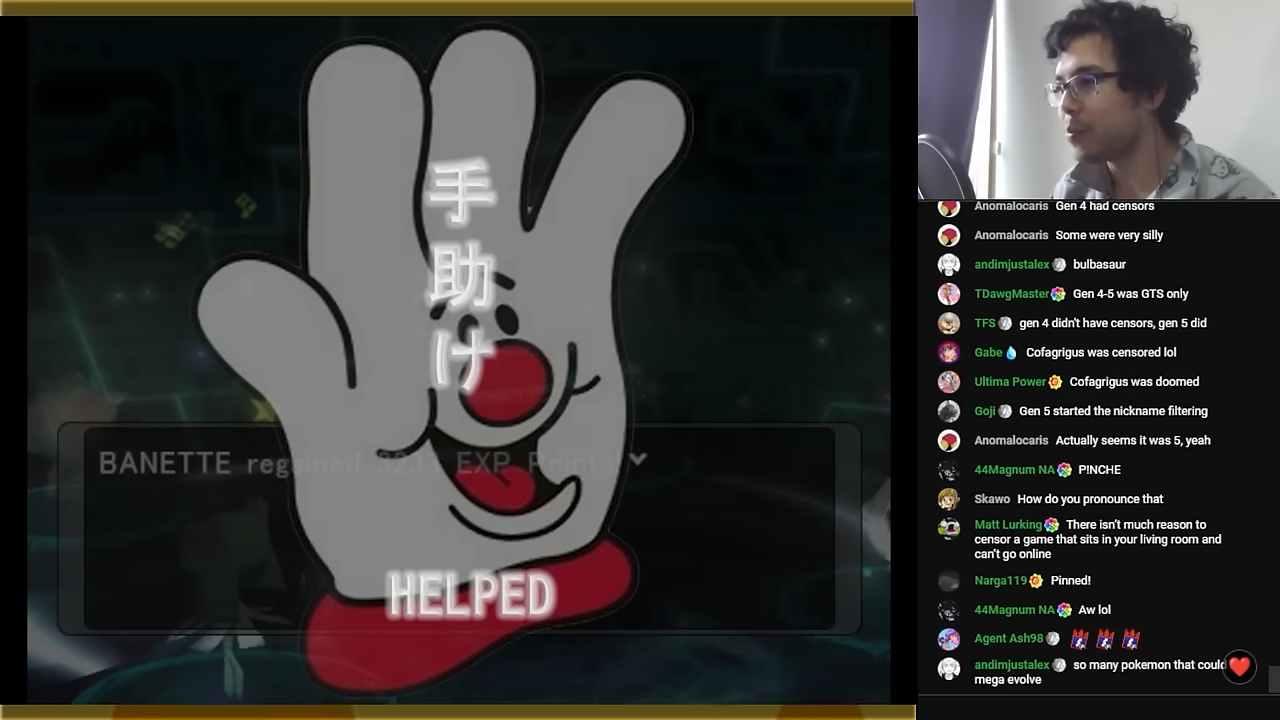 手助け
BANETTE regained 3233 EXP Points
HELPED
Anomalocaris Gen 4 had censors
Anomalocaris Some were very silly
andimjustalex bulbasaur
TDawgMaster Gen 4-5 was GTS only
TFS gen 4 didn't have censors, gen 5 did
Gabe Cofagrigus was censored lol
Ultima Power Cofagrigus was doomed
Goji Gen 5 started the nickname filtering
Anomalocaris Actually seems it was 5, yeah
44Magnum NA P!NCHE
Skawo How do you pronounce that
Matt Lurking There isn't much reason to
censor a game that sits in your living room and
can't go online
Narga119 Pinned!
44Magnum NA Aw lol
Agent Ash98
andimjustalex so many pokemon that could
mega evolve